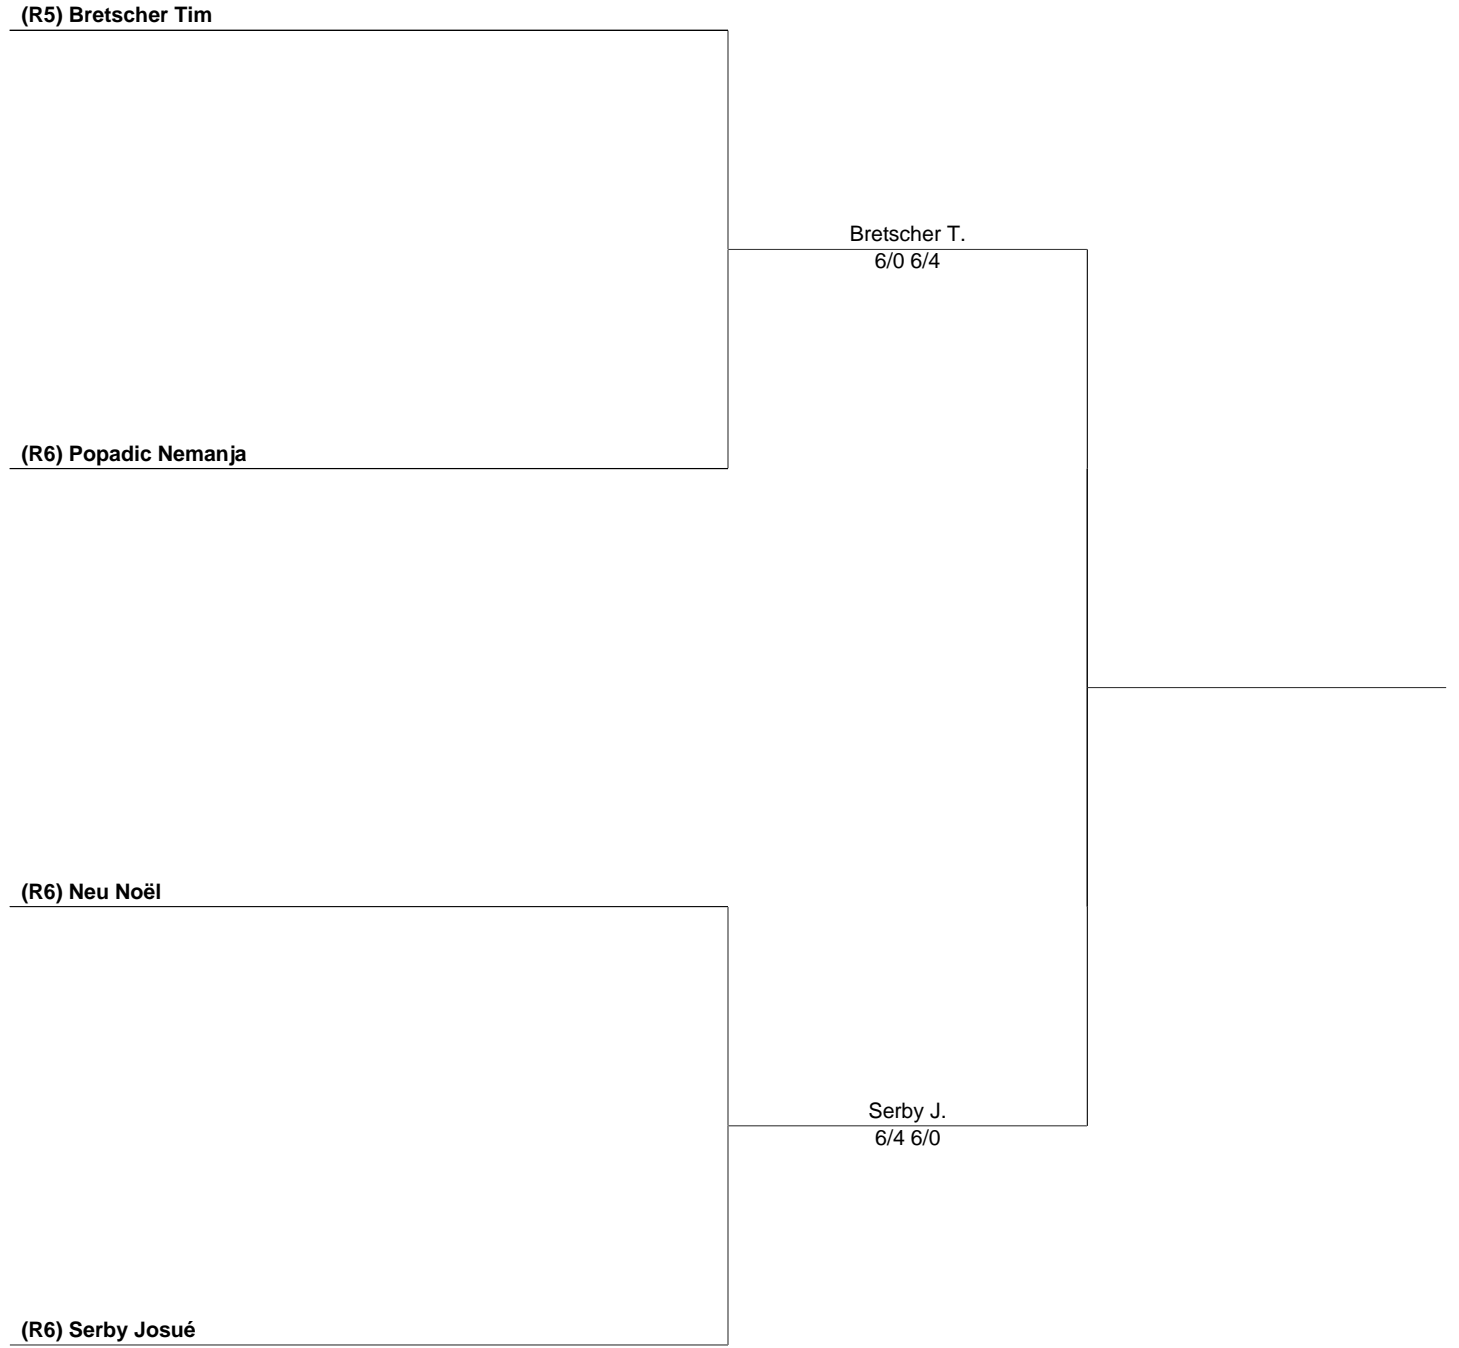 (R5) Bretscher Tim
Bretscher T.
6/0 6/4
(R6) Popadic Nemanja
(R6) Neu Noël
Serby J.
6/4 6/0
(R6) Serby Josué